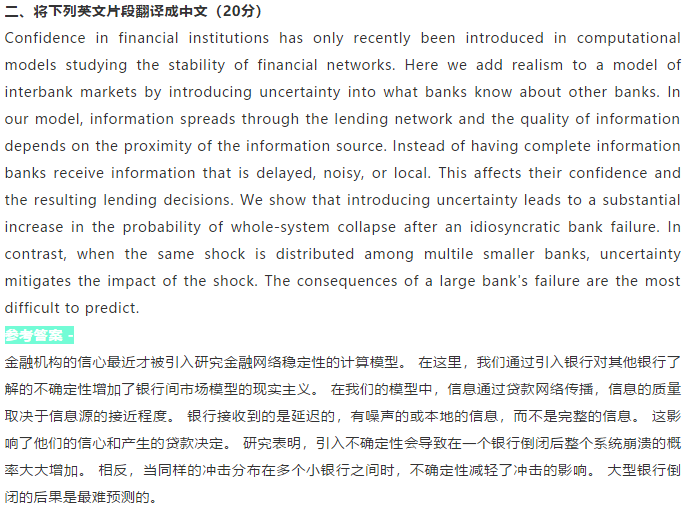 二、将下列英文片段翻译成中文（20分）
Confidence in financial institutions has only recently been introduced in computational
models studying the stability of financial networks. Here we add realism to a model of
interbank markets by introducing uncertainty into what banks know about other banks. In
our model, information spreads through the lending network and the quality of information
depends on the proximity of the information source. Instead of having complete information
banks receive information that is delayed, noisy, or local. This affects their confidence and
the resulting lending decisions. We show that introducing uncertainty leads to a substantial
increase in the probability of whole-system collapse after an idiosyncratic bank failure. In
contrast, when the same shock is distributed among multile smaller banks, uncertainty
mitigates the impact of the shock. The consequences of a large bank's failure are the most
difficult to predict.
参考答案 -
金融机构的信心最近才被引入研究金融网络稳定性的计算模型。 在这里，我们通过引入银行对其他银行了
解的不确定性增加了银行间市场模型的现实主义。 在我们的模型中，信息通过贷款网络传播，信息的质量
取决于信息源的接近程度。 银行接收到的是延迟的，有噪声的或本地的信息，而不是完整的信息。 这影
响了他们的信心和产生的贷款决定。 研究表明，引入不确定性会导致在一个银行倒闭后整个系统崩溃的概
率大大增加。 相反，当同样的冲击分布在多个小银行之间时，不确定性减轻了冲击的影响。 大型银行倒
闭的后果是最难预测的。